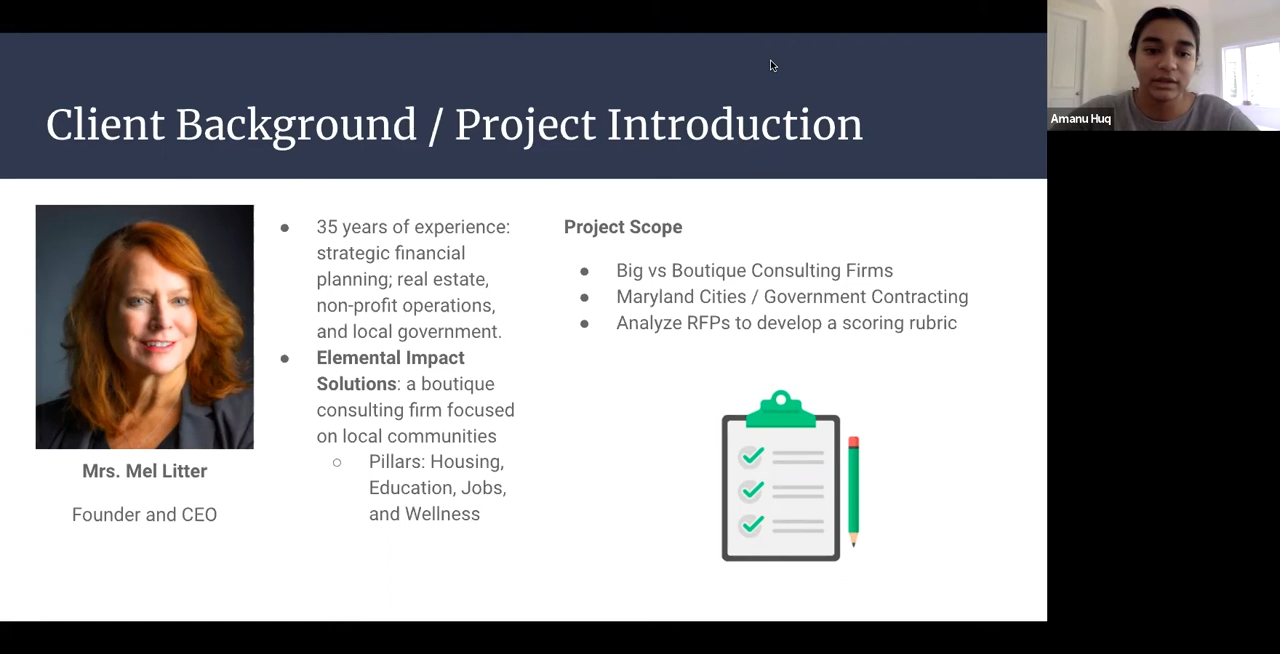 Client Background / Project Introduction
Amanu Huq
Mrs. Mel Litter
Founder and CEO
● 35 years of experience:
strategic financial
planning; real estate,
non-profit operations,
and local government.
● Elemental Impact
Solutions: a boutique
consulting firm focused
on local communities
○ Pillars: Housing,
Education, Jobs,
and Wellness
Project Scope
● Big vs Boutique Consulting Firms
● Maryland Cities / Government Contracting
● Analyze RFPs to develop a scoring rubric